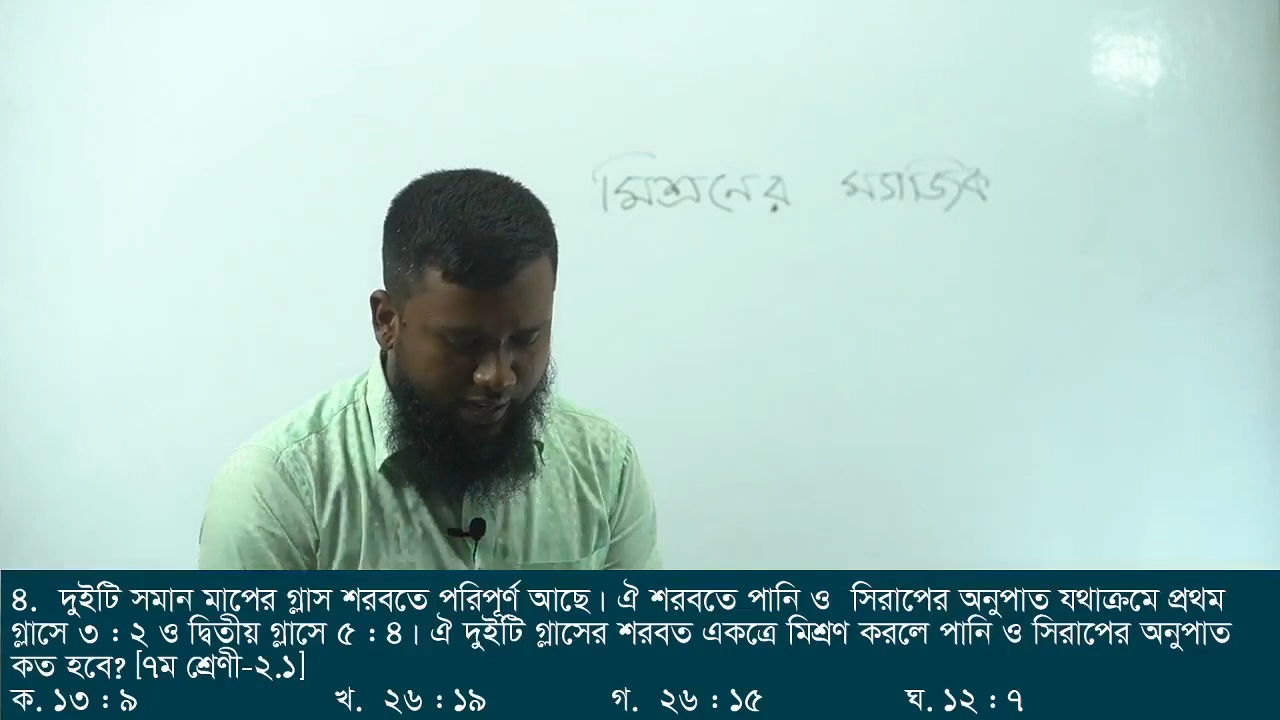 মিশ্রনের ম্যাজিক
৪. দুইটি সমান মাপের গ্লাস শরবতে পরিপূর্ণ আছে। ঐ শরবতে পানি ও সিরাপের অনুপাত যথাক্রমে প্রথম
গ্লাসে ৩ : ২ ও দ্বিতীয় গ্লাসে ৫ : ৪। ঐ দুইটি গ্লাসের শরবত একত্রে মিশ্রণ করলে পানি ও সিরাপের অনুপাত
কত হবে? [৭ম শ্রেণী-২.১]
ক. ১৩ : ৯ খ. ২৬ : ১৯ গ. ২৬ : ১৫ ঘ. ১২ : ৭